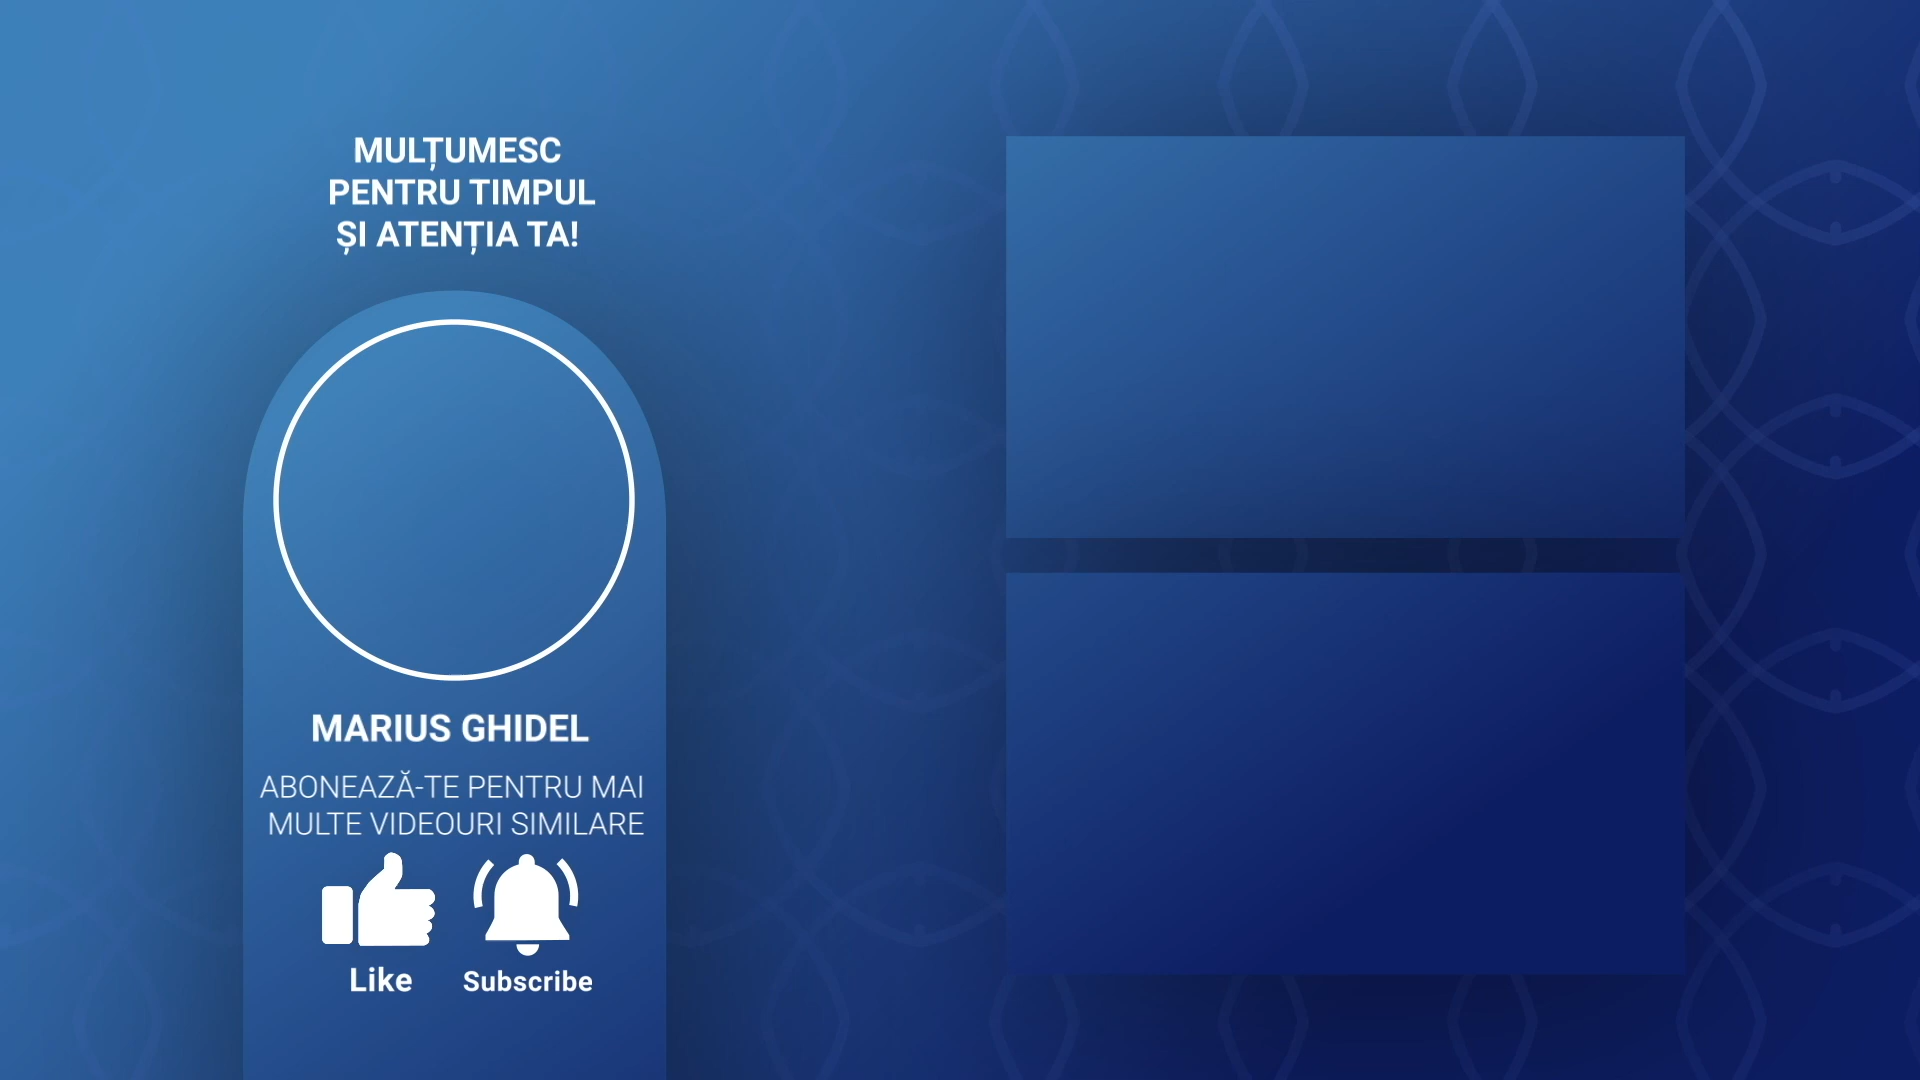 MULȚUMESC
PENTRU TIMPUL
ȘI ATENȚIA TA!
MARIUS GHIDEL
ABONEAZĂ-TE PENTRU MAI
MULTE VIDEOURI SIMILARE
Like
Subscribe